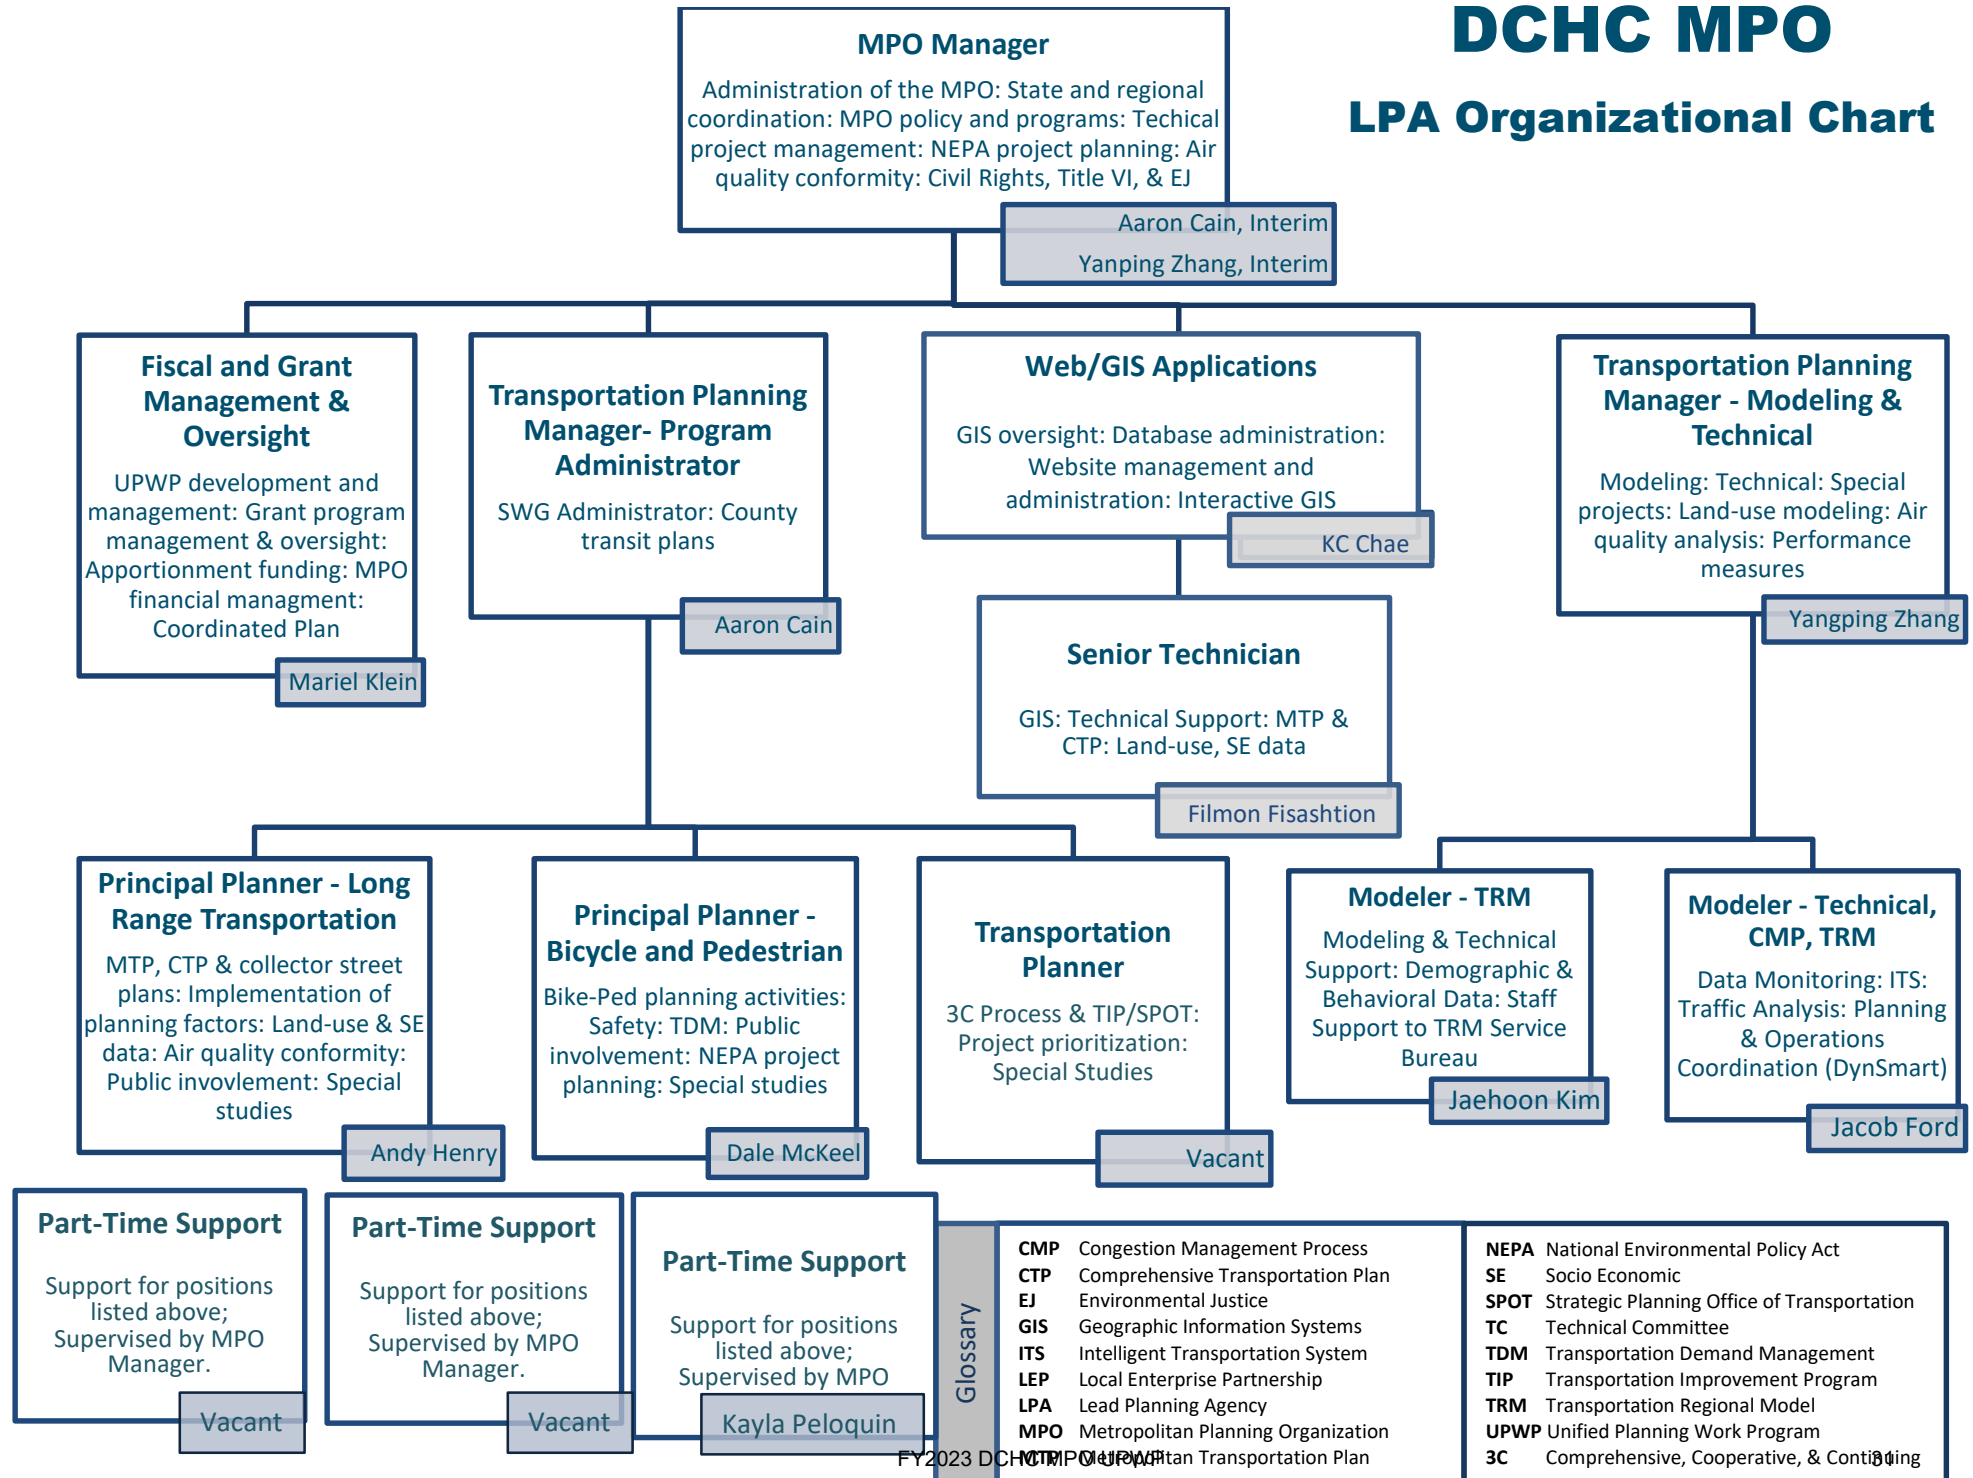 DCHC MPO
LPA Organizational Chart
MPO Manager
Administration of the MPO: State and regional
coordination: MPO policy and programs: Techical
project management: NEPA project planning: Air
quality conformity: Civil Rights, Title VI, & EJ
Aaron Cain, Interim
Yanping Zhang, Interim
Fiscal and Grant
Management &
Oversight
UPWP development and
management: Grant program
management & oversight:
Apportionment funding: MPO
financial managment:
Coordinated Plan
Mariel Klein
Transportation Planning
Manager- Program
Administrator
SWG Administrator: County
transit plans
Aaron Cain
Web/GIS Applications
GIS oversight: Database administration:
Website management and
administration: Interactive GIS
KC Chae
Transportation Planning
Manager - Modeling &
Technical
Modeling: Technical: Special
projects: Land-use modeling: Air
quality analysis: Performance
measures
Yangping Zhang
Senior Technician
GIS: Technical Support: MTP &
CTP: Land-use, SE data
Filmon Fisashtion
Principal Planner - Long
Range Transportation
MTP, CTP & collector street
plans: Implementation of
planning factors: Land-use & SE
data: Air quality conformity:
Public invovlement: Special
studies
Andy Henry
Principal Planner -
Bicycle and Pedestrian
Bike-Ped planning activities:
Safety: TDM: Public
involvement: NEPA project
planning: Special studies
Dale McKeel
Transportation
Planner
3C Process & TIP/SPOT:
Project prioritization:
Special Studies
Vacant
Modeler - TRM
Modeling & Technical
Support: Demographic &
Behavioral Data: Staff
Support to TRM Service
Bureau
Jaehoon Kim
Modeler - Technical,
CMP, TRM
Data Monitoring: ITS:
Traffic Analysis: Planning
& Operations
Coordination (DynSmart)
Jacob Ford
Part-Time Support
Support for positions
listed above;
Supervised by MPO
Manager.
Vacant
Part-Time Support
Support for positions
listed above;
Supervised by MPO
Manager.
Vacant
Part-Time Support
Support for positions
listed above;
Supervised by MPO
Kayla Peloquin
Glossary
CMP Congestion Management Process
CTP Comprehensive Transportation Plan
EJ Environmental Justice
GIS Geographic Information Systems
ITS Intelligent Transportation System
LEP Local Enterprise Partnership
LPA Lead Planning Agency
MPO Metropolitan Planning Organization
MTP Metropolitan Transportation Plan
NEPA National Environmental Policy Act
SE Socio Economic
SPOT Strategic Planning Office of Transportation
TC Technical Committee
TDM Transportation Demand Management
TIP Transportation Improvement Program
TRM Transportation Regional Model
UPWP Unified Planning Work Program
3C Comprehensive, Cooperative, & Continuing
FY2023 DCHC MPO UPWP
31